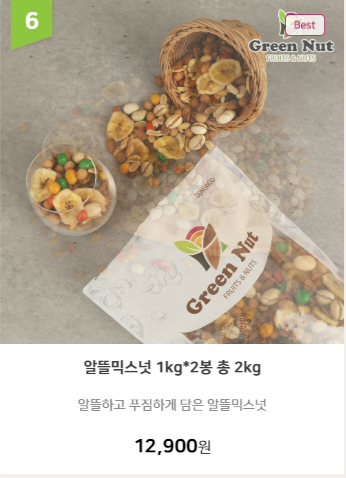 6
Best
Green Nut
FRUITS & NUTS
Green Nut
FRUITS & NUTS
알뜰믹스넛 1kg*2봉 총 2kg
알뜰하고 푸짐하게 담은 알뜰믹스넛
12,900원